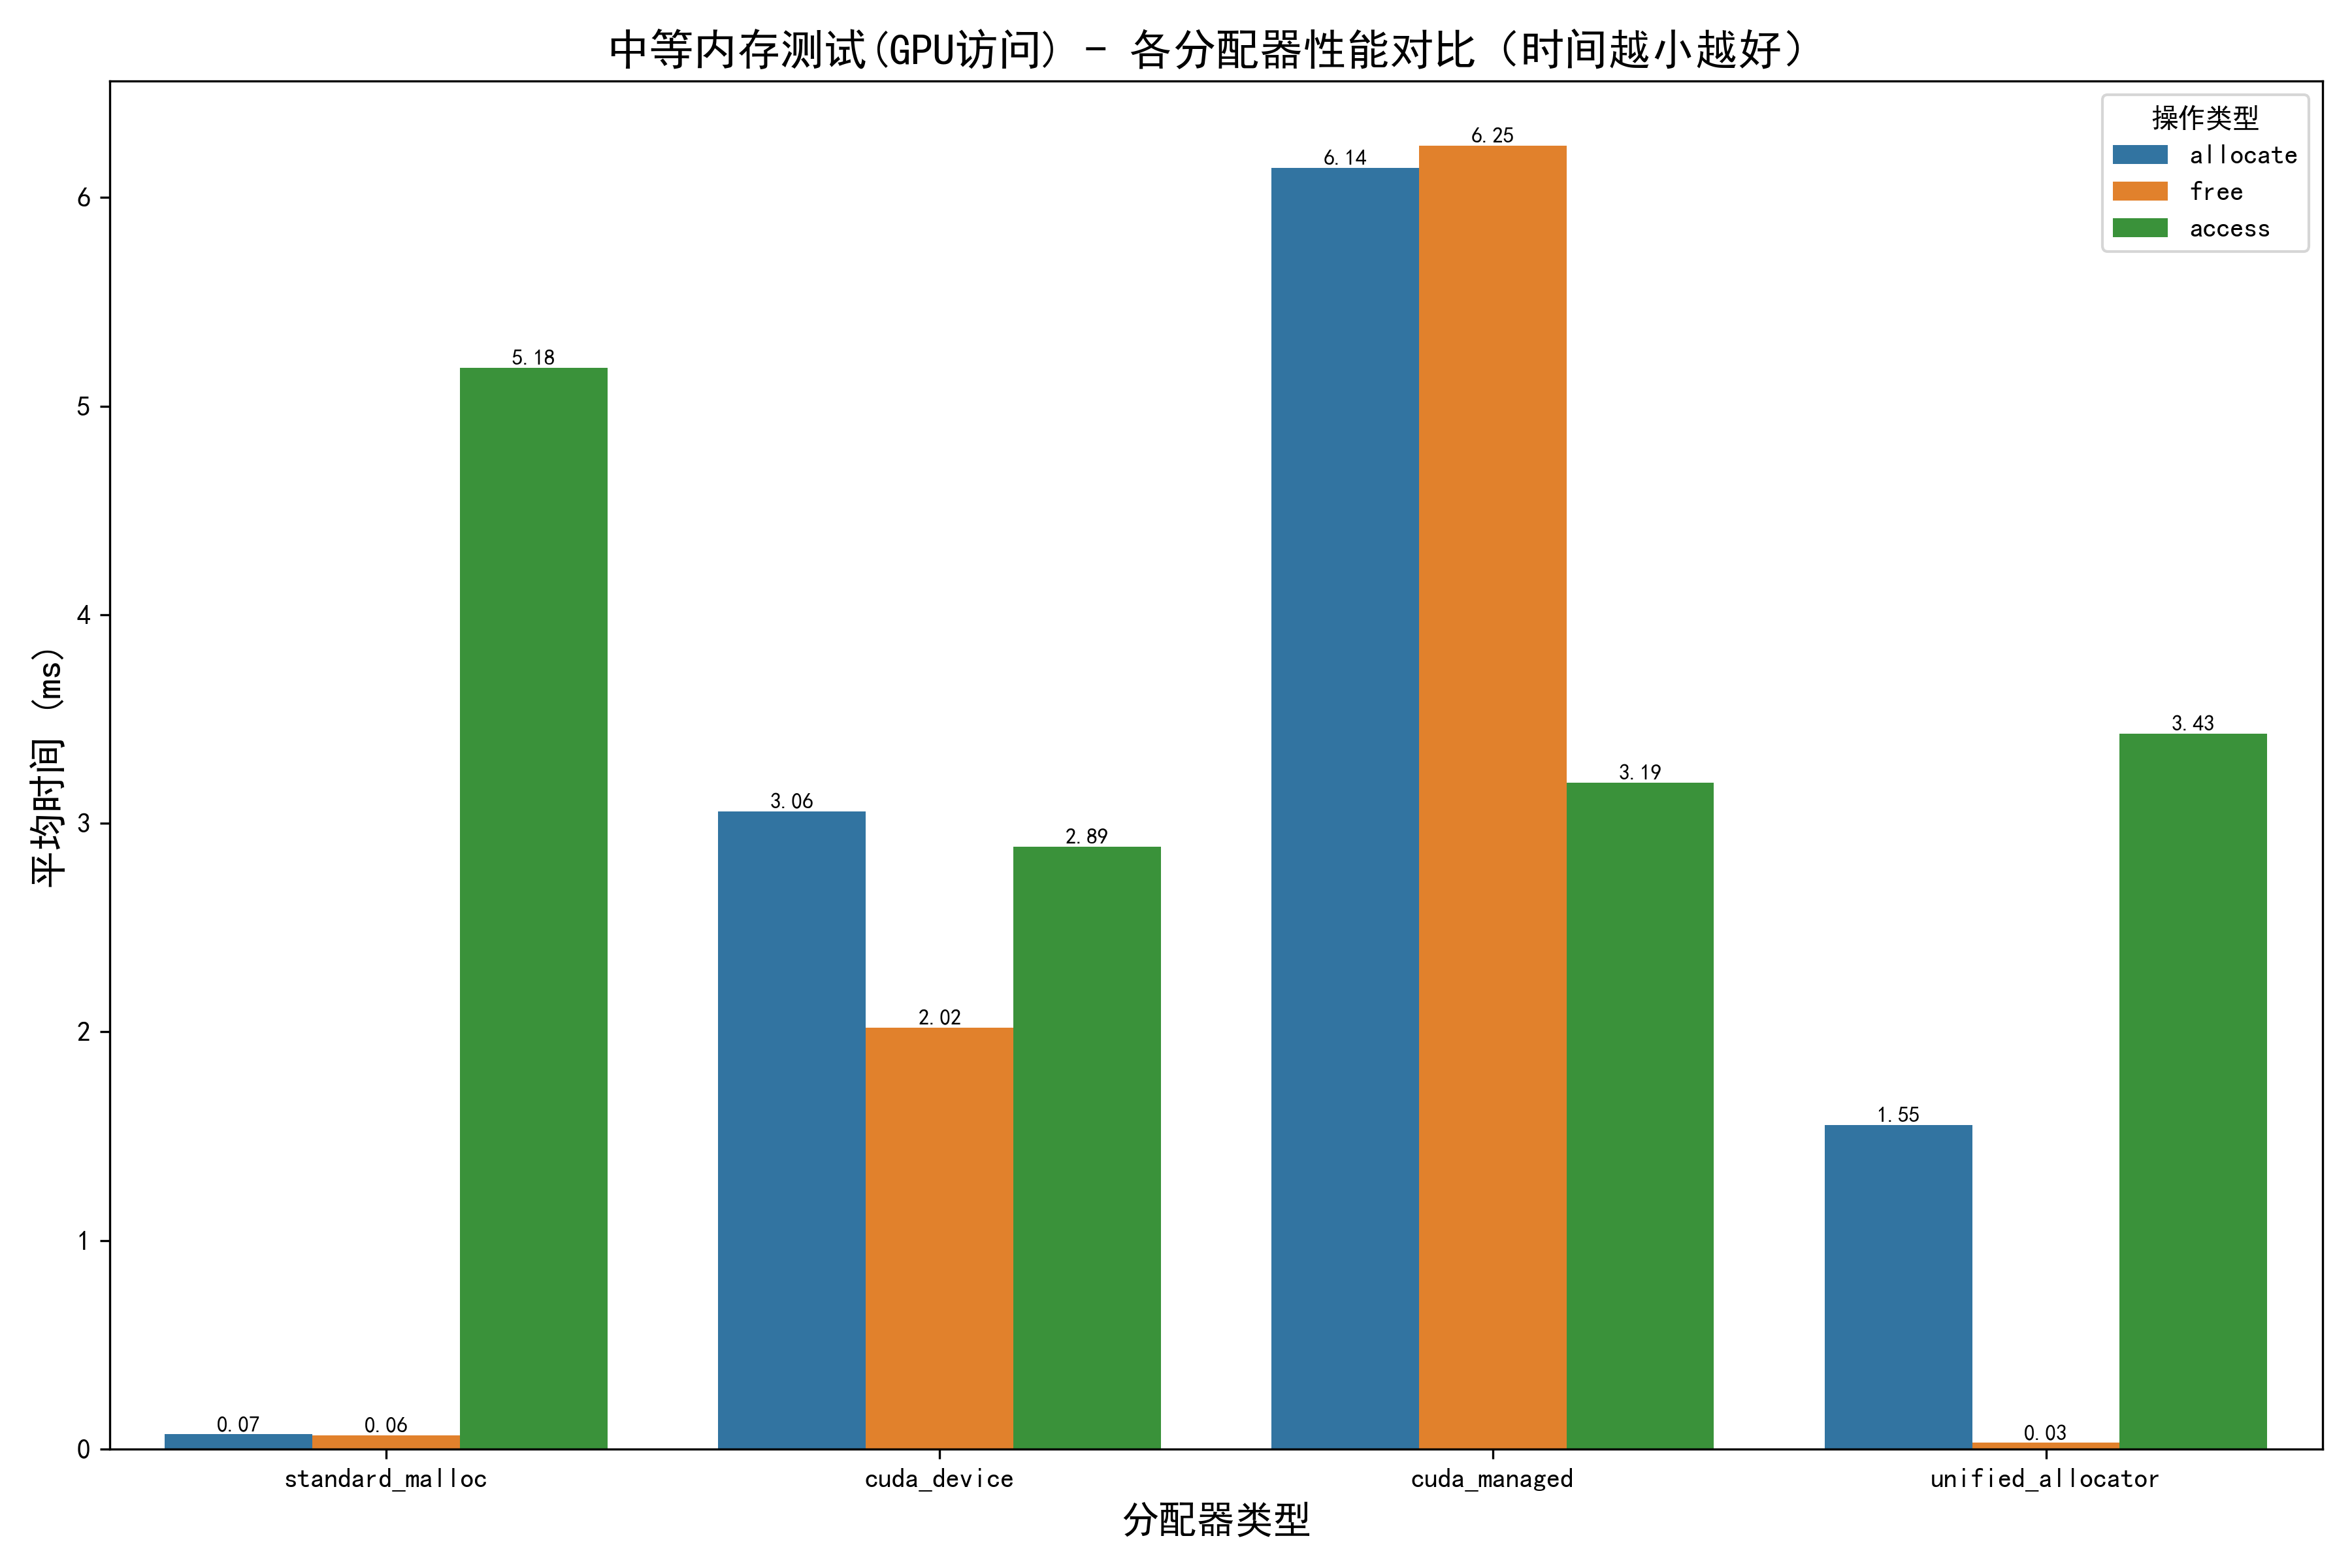 中等内存测试(GPU访问) - 各分配器性能对比 (时间越小越好)
操作类型
allocate
free
access
平均时间 (ms)
6
5
4
3
2
1
0
0.07
0.06
5.18
3.06
2.02
2.89
6.14
6.25
3.19
1.55
0.03
3.43
standard_malloc
cuda_device
cuda_managed
unified_allocator
分配器类型